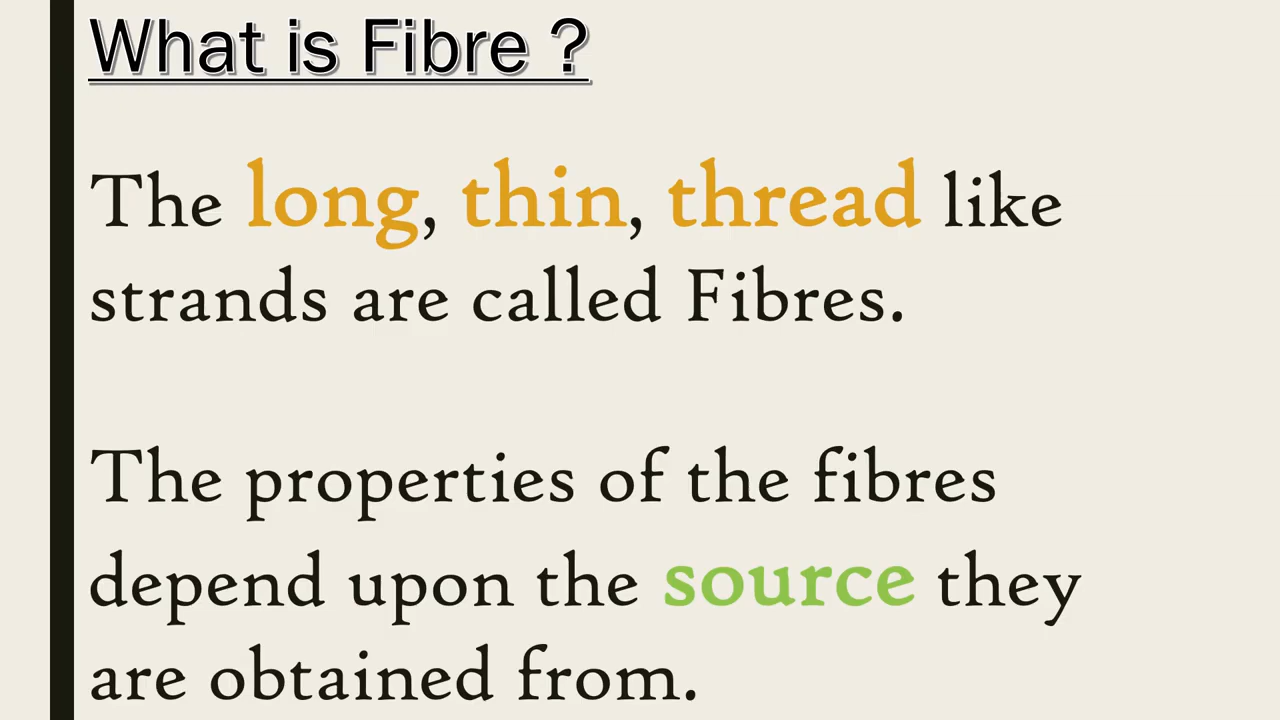 What is Fibre ?
The long, thin, thread like
strands are called Fibres.
The properties of the fibres
depend upon the source they
are obtained from.